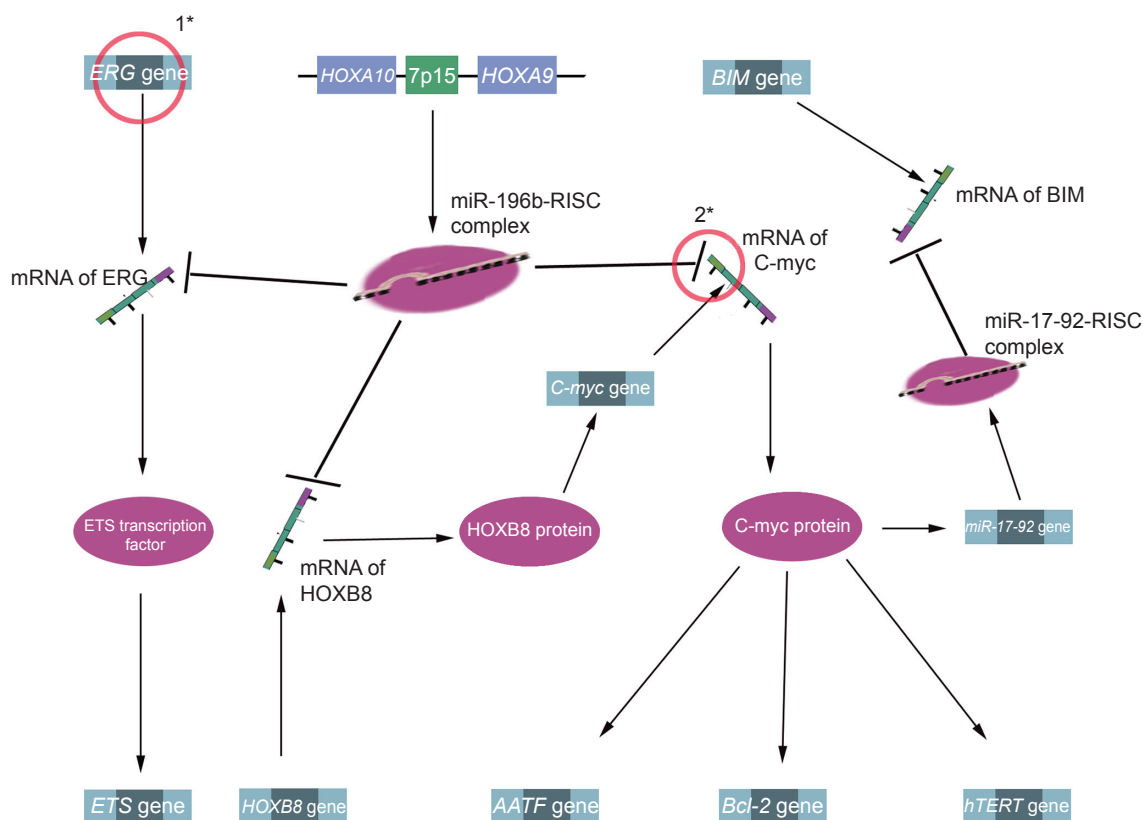 1*
ERG gene
HOXA10
7p15
HOXA9
BIM gene
miR-196b-RISC
complex
2*
mRNA of
C-myc
mRNA of BIM
mRNA of ERG
miR-17-92-RISC
complex
C-myc gene
ETS transcription
factor
HOXB8 protein
C-myc protein
miR-17-92 gene
mRNA of
HOXB8
ETS gene
HOXB8 gene
AATF gene
Bcl-2 gene
hTERT gene